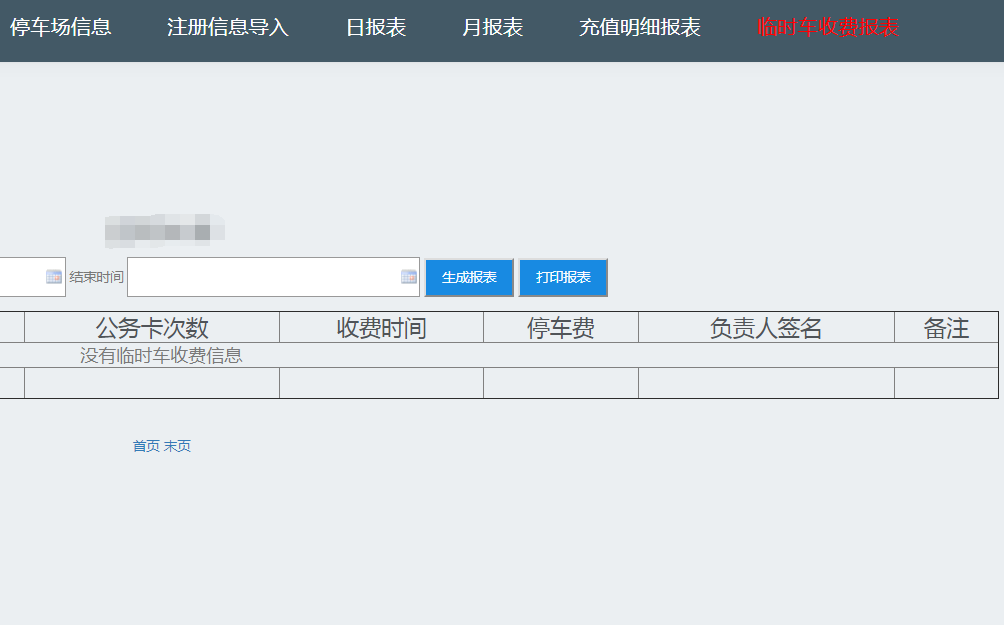 停车场信息 注册信息导入 日报表 月报表 充值明细报表 临时车收费报表
结束时间 生成报表 打印报表
公务卡次数 收费时间 停车费 负责人签名 备注
没有临时车收费信息
首页 末页